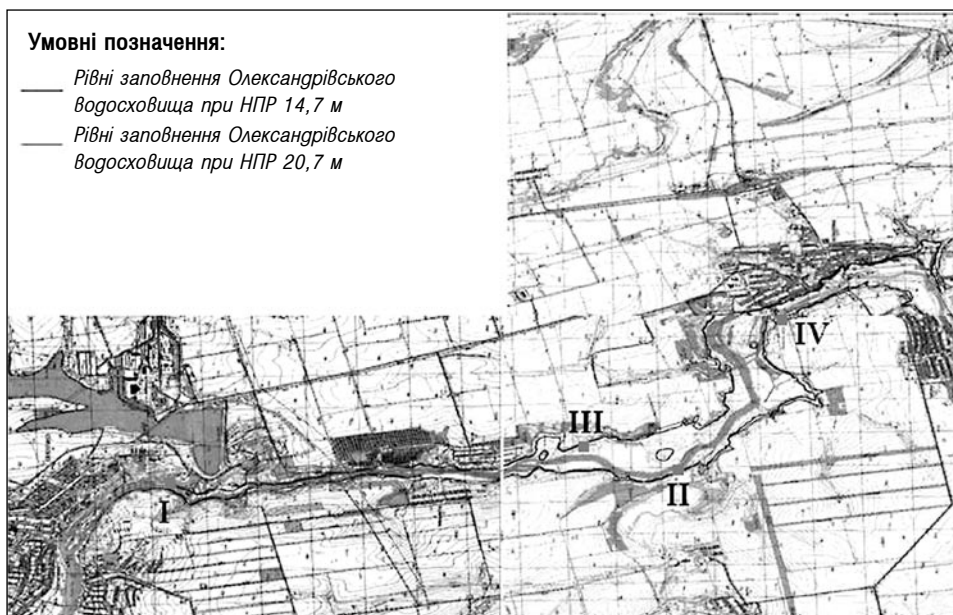 Умовні позначення:
Рівні заповнення Олександрівського
водосховища при НПР 14,7 м
Рівні заповнення Олександрівського
водосховища при НПР 20,7 м
IV
III
II
I